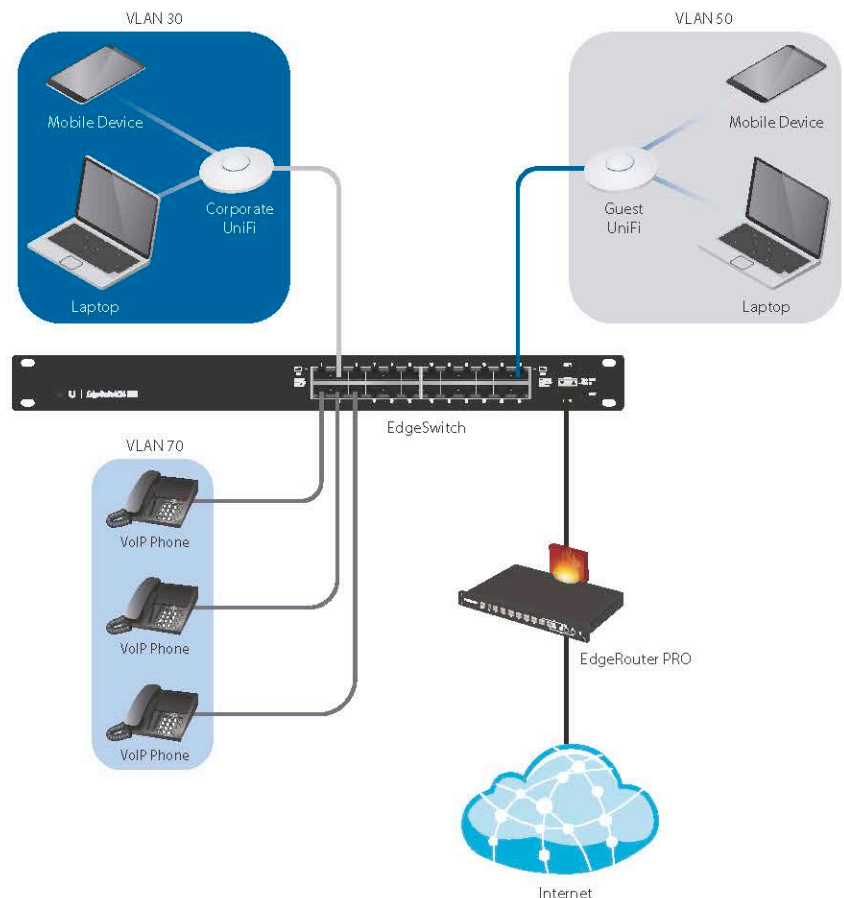 VLAN 30
VLAN 50
Mobile Device
Mobile Device
Corporate
UniFi
Guest
UniFi
Laptop
Laptop
EdgeSwitch
VLAN 70
VoIP Phone
VoIP Phone
EdgeRouter PRO
VoIP Phone
Internet